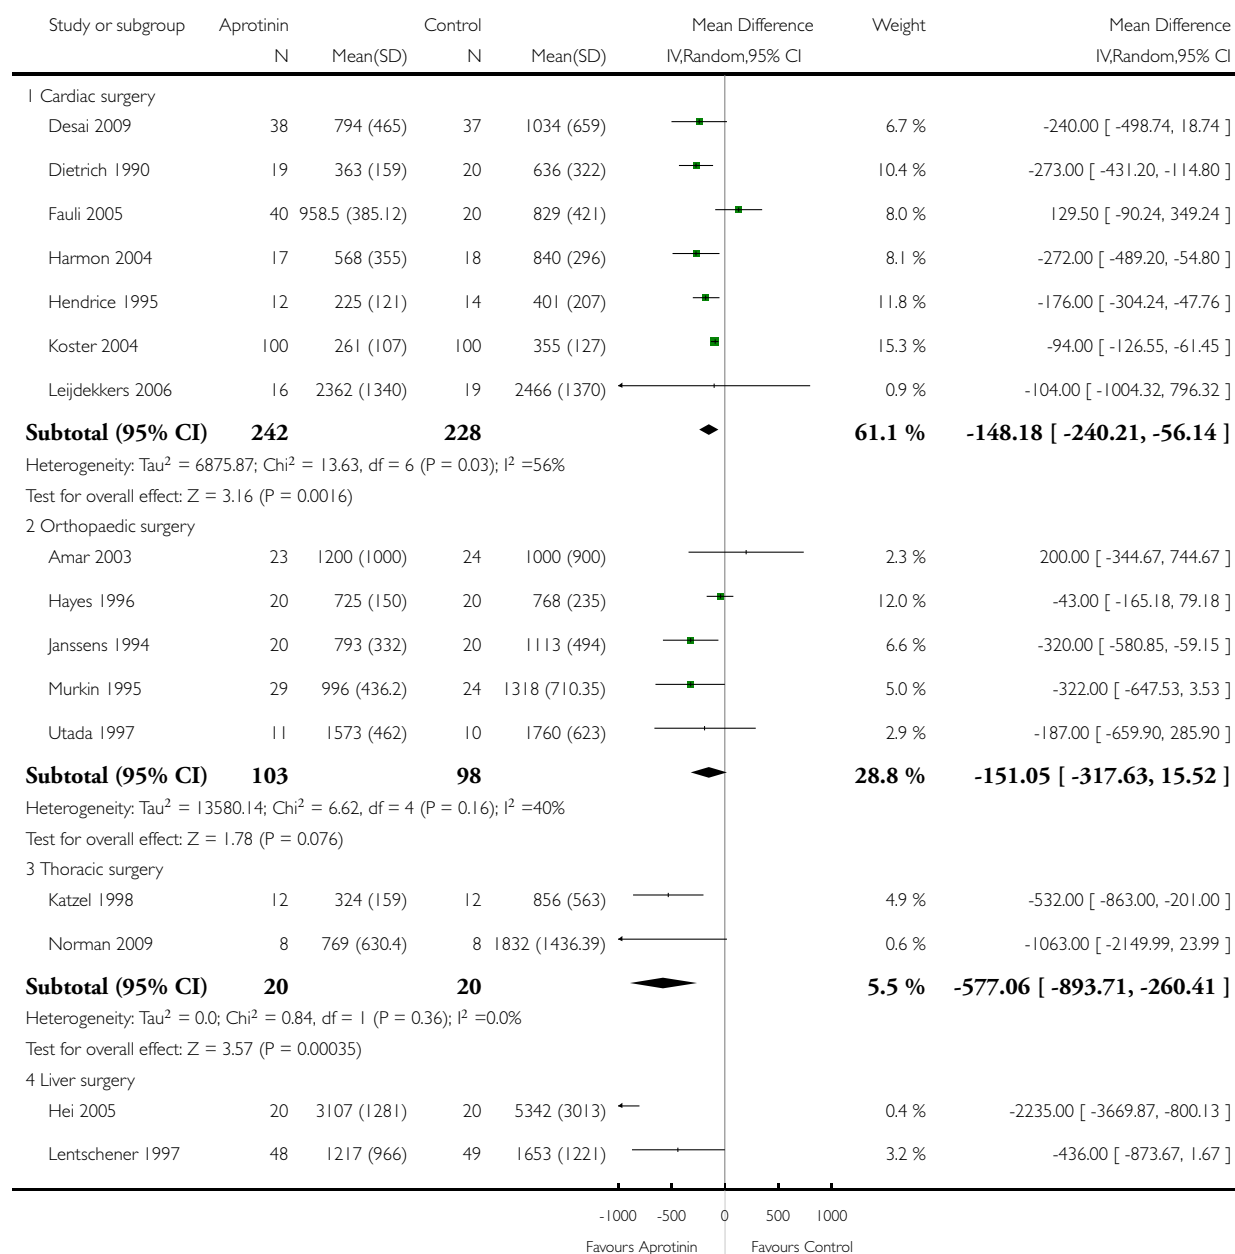 Study or subgroup Aprotinin Control Mean Difference Weight Mean Difference
N Mean(SD) N Mean(SD) IV,Random,95% CI IV,Random,95% CI
1 Cardiac surgery
Desai 2009 38 794 (465) 37 1034 (659) 6.7 % -240.00 [ -498.74, 18.74 ]
Dietrich 1990 19 363 (159) 20 636 (322) 10.4 % -273.00 [ -431.20, -114.80 ]
Fauli 2005 40 958.5 (385.12) 20 829 (421) 8.0 % 129.50 [ -90.24, 349.24 ]
Harmon 2004 17 568 (355) 18 840 (296) 8.1 % -272.00 [ -489.20, -54.80 ]
Hendrice 1995 12 225 (121) 14 401 (207) 11.8 % -176.00 [ -304.24, -47.76 ]
Koster 2004 100 261 (107) 100 355 (127) 15.3 % -94.00 [ -126.55, -61.45 ]
Leijdekkers 2006 16 2362 (1340) 19 2466 (1370) 0.9 % -104.00 [ -1004.32, 796.32 ]
Subtotal (95% CI) 242 228 61.1 % -148.18 [ -240.21, -56.14 ]
Heterogeneity: Tau² = 6875.87; Chi² = 13.63, df = 6 (P = 0.03); I² =56%
Test for overall effect: Z = 3.16 (P = 0.0016)
2 Orthopaedic surgery
Amar 2003 23 1200 (1000) 24 1000 (900) 2.3 % 200.00 [ -344.67, 744.67 ]
Hayes 1996 20 725 (150) 20 768 (235) 12.0 % -43.00 [ -165.18, 79.18 ]
Janssens 1994 20 793 (332) 20 1113 (494) 6.6 % -320.00 [ -580.85, -59.15 ]
Murkin 1995 29 996 (436.2) 24 1318 (710.35) 5.0 % -322.00 [ -647.53, 3.53 ]
Utada 1997 11 1573 (462) 10 1760 (623) 2.9 % -187.00 [ -659.90, 285.90 ]
Subtotal (95% CI) 103 98 28.8 % -151.05 [ -317.63, 15.52 ]
Heterogeneity: Tau² = 13580.14; Chi² = 6.62, df = 4 (P = 0.16); I² =40%
Test for overall effect: Z = 1.78 (P = 0.076)
3 Thoracic surgery
Katzel 1998 12 324 (159) 12 856 (563) 4.9 % -532.00 [ -863.00, -201.00 ]
Norman 2009 8 769 (630.4) 8 1832 (1436.39) 0.6 % -1063.00 [ -2149.99, 23.99 ]
Subtotal (95% CI) 20 20 5.5 % -577.06 [ -893.71, -260.41 ]
Heterogeneity: Tau² = 0.0; Chi² = 0.84, df = 1 (P = 0.36); I² =0.0%
Test for overall effect: Z = 3.57 (P = 0.00035)
4 Liver surgery
Hei 2005 20 3107 (1281) 20 5342 (3013) 0.4 % -2235.00 [ -3669.87, -800.13 ]
Lentschener 1997 48 1217 (966) 49 1653 (1221) 3.2 % -436.00 [ -873.67, 1.67 ]
-1000 -500 0 500 1000
Favours Aprotinin Favours Control